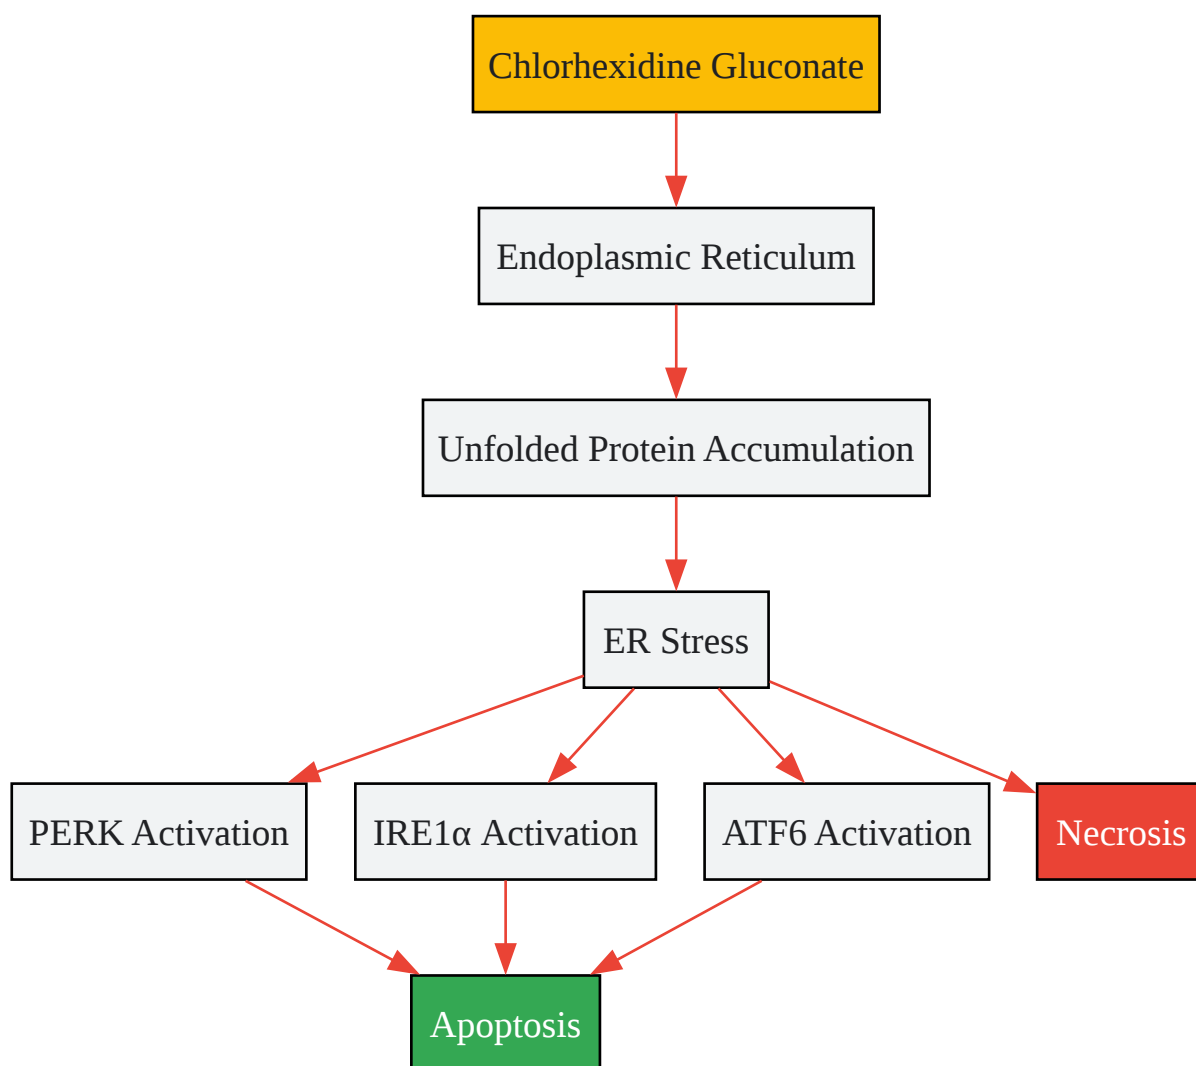 Chlorhexidine Gluconate
Endoplasmic Reticulum
Unfolded Protein Accumulation
ER Stress
PERK Activation
IRE1α Activation
ATF6 Activation
Necrosis
Apoptosis